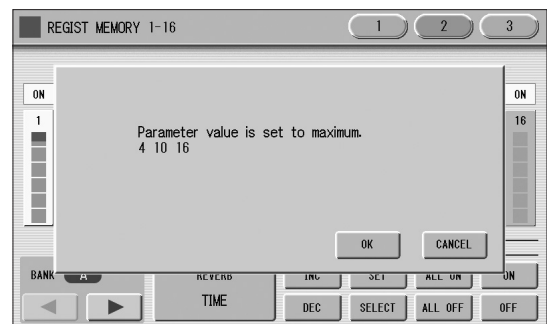 REGIST MEMORY 1-16
1 2 3
ON ON
1 16
Parameter value is set to maximum.
4 10 16
OK CANCEL
BANK A REVERB INC SET ALL ON ON
TIME DEC SELECT ALL OFF OFF